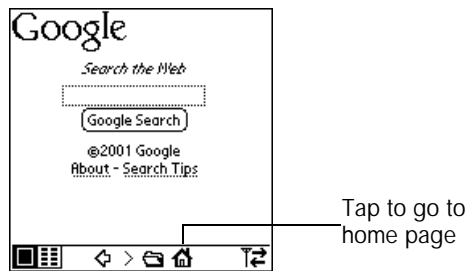 Google
Search the Web
Google Search
©2001 Google
About - Search Tips
Tap to go to
home page